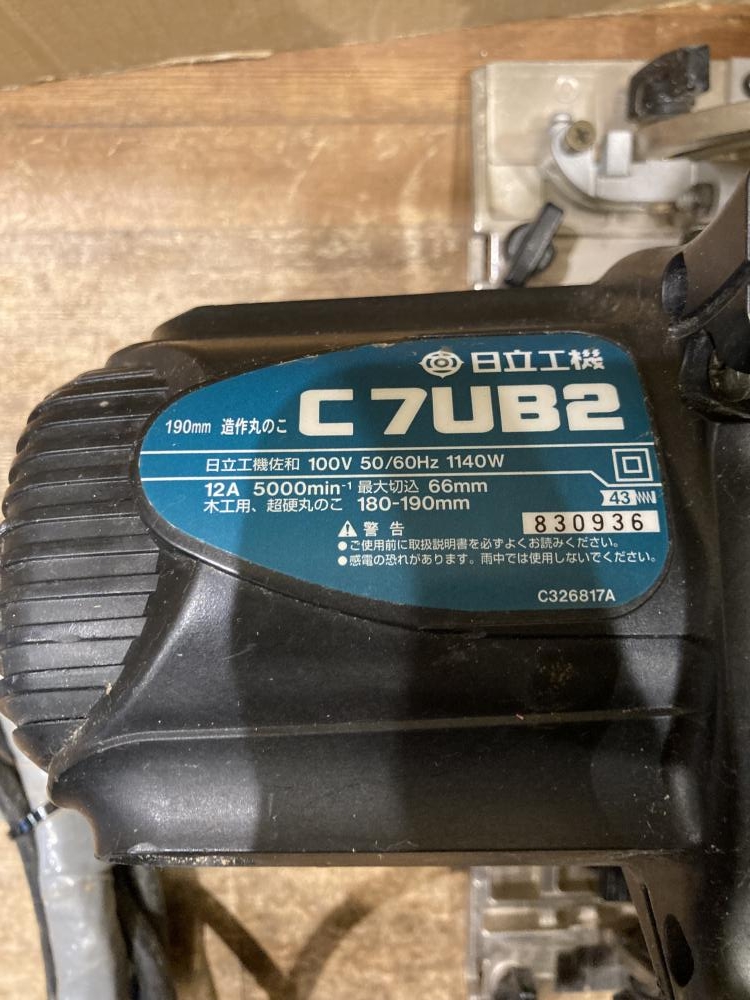 日立工機
190mm 造作丸のこ C 7UB2
日立工機佐和 100V 50/60Hz 1140W
12A 5000min⁻¹ 最大切込 66mm
木工用、超硬丸のこ 180-190mm
43
830936
警告
●ご使用前に取扱説明書を必ずよくお読みください。
●感電の恐れがあります。雨中では使用しないでください。
C326817A